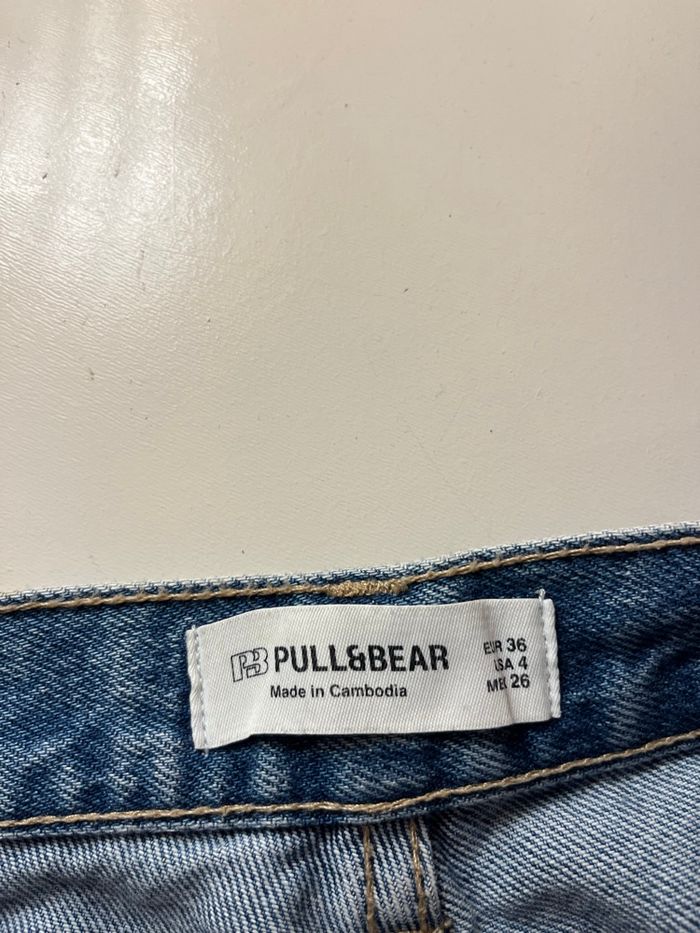 PB PULL&BEAR
Made in Cambodia
EUR 36
USA 4
MEX 26